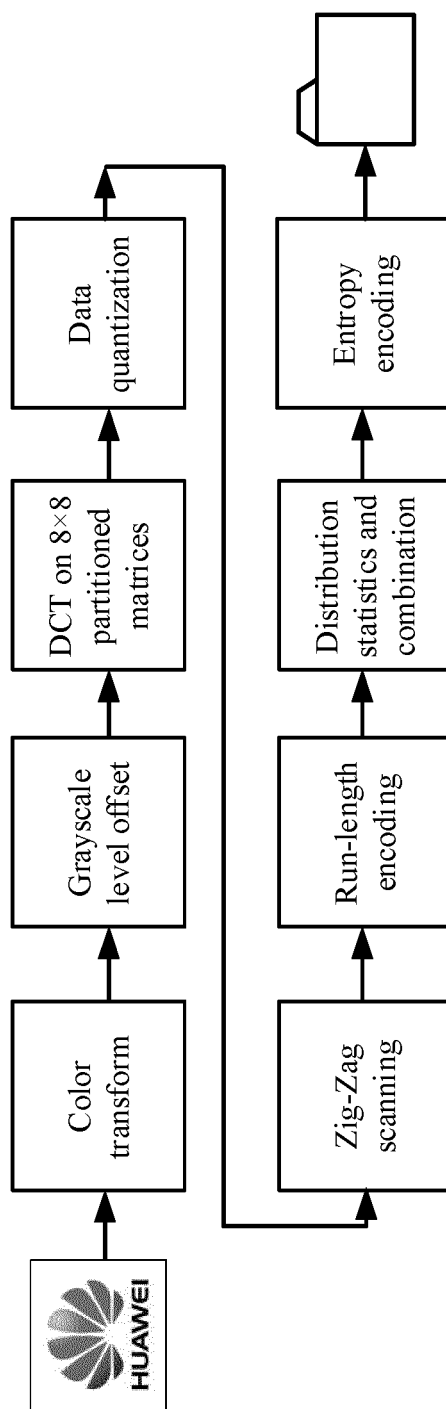 HUAWEI
Color
transform
Grayscale
level offset
DCT on 8×8
partitioned
matrices
Data
quantization
Zig-Zag
scanning
Run-length
encoding
Distribution
statistics and
combination
Entropy
encoding